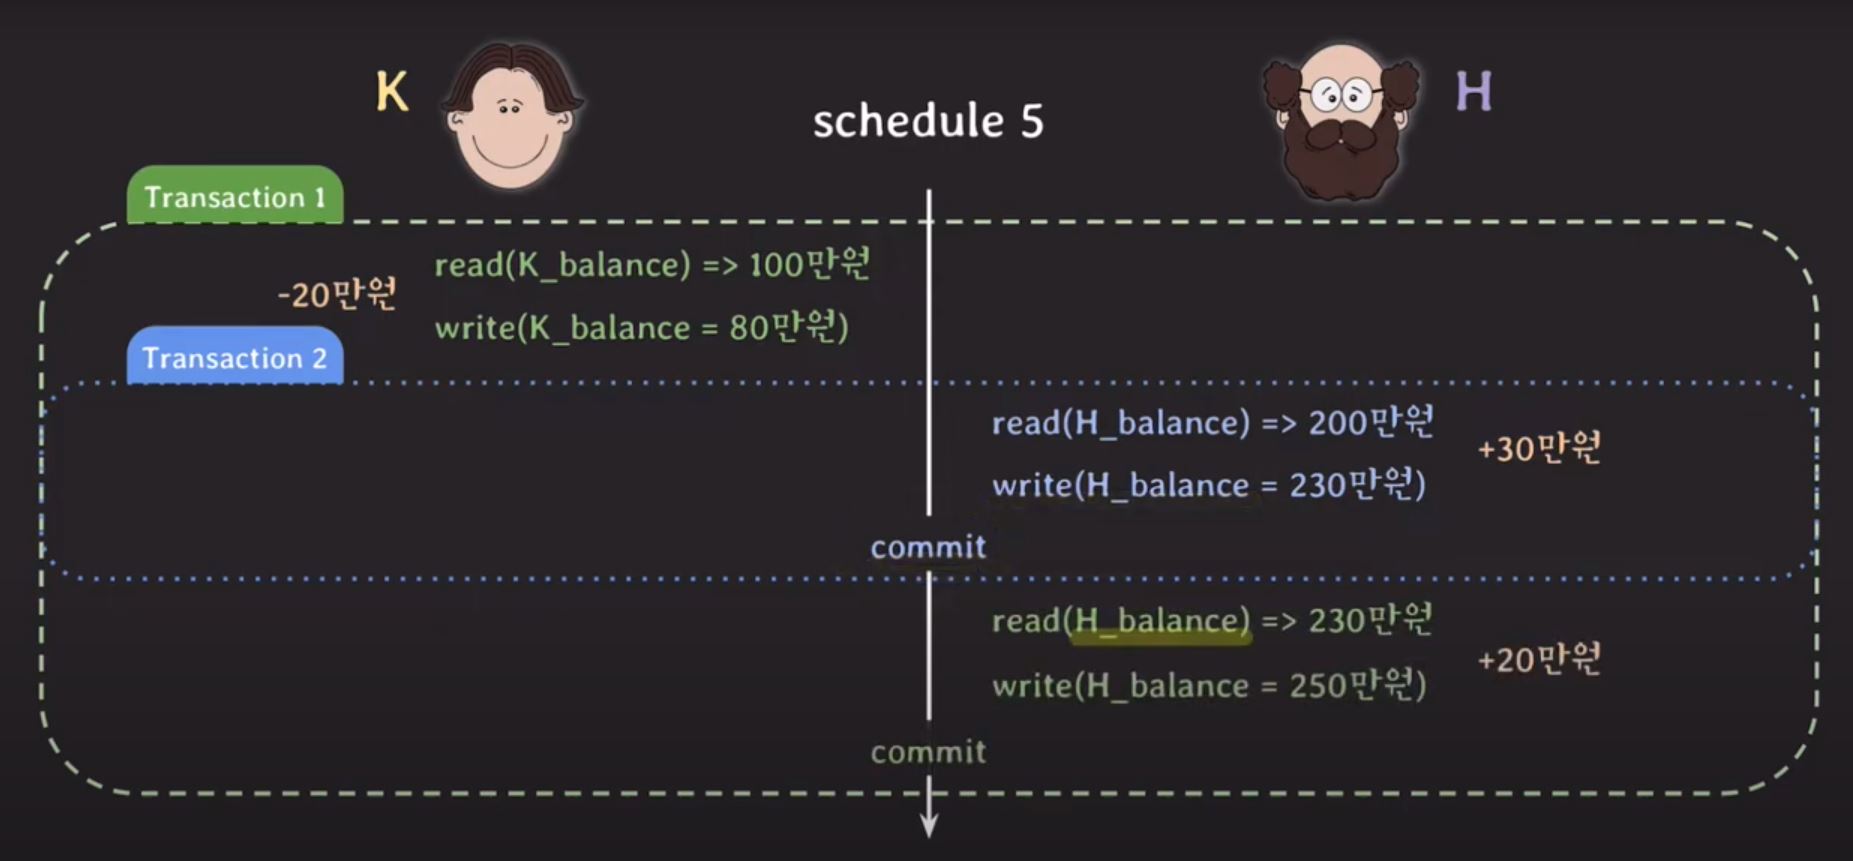 K
H
schedule 5
Transaction 1
read(K_balance) => 100만원
-20만원
write(K_balance = 80만원)
Transaction 2
read(H_balance) => 200만원
+30만원
write(H_balance = 230만원)
commit
read(H_balance) => 230만원
+20만원
write(H_balance = 250만원)
commit